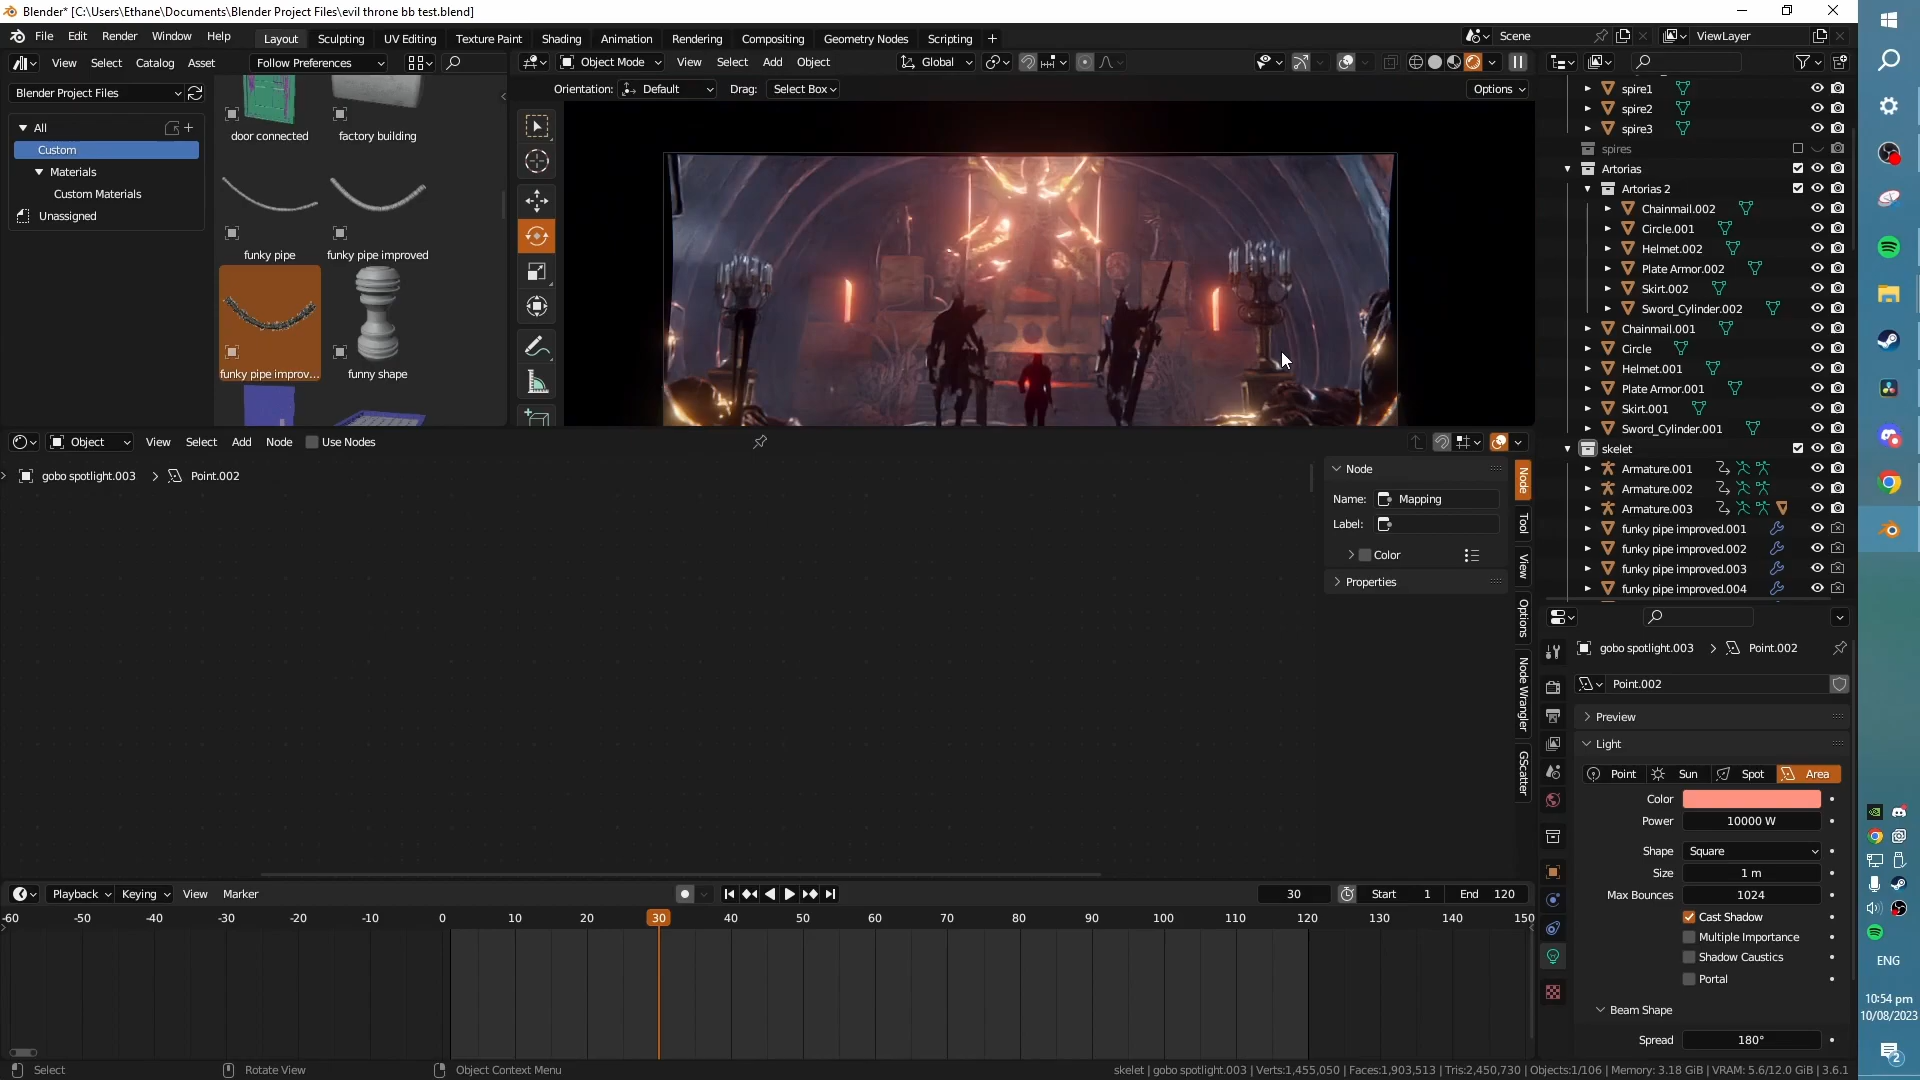 Blender* [C:\Users\Ethane\Documents\Blender Project Files\evil throne bb test.blend]
File Edit Render Window Help
Layout Sculpting UV Editing Texture Paint Shading Animation Rendering Compositing Geometry Nodes Scripting +
Scene
ViewLayer
View Select Catalog Asset Follow Preferences
Object Mode View Select Add Object Global
Orientation: Default Drag: Select Box Options
Blender Project Files
All
Custom
Materials
Custom Materials
Unassigned
door connected
factory building
funky pipe
funky pipe improved
funky pipe improv...
funny shape
spire1
spire2
spire3
spires
Artorias
Artorias 2
Chainmail.002
Circle.001
Helmet.002
Plate Armor.002
Skirt.002
Sword_Cylinder.002
Chainmail.001
Circle
Helmet.001
Plate Armor.001
Skirt.001
Sword_Cylinder.001
skelet
Armature.001
Armature.002
Armature.003
funky pipe improved.001
funky pipe improved.002
funky pipe improved.003
funky pipe improved.004
Object View Select Add Node Use Nodes
gobo spotlight.003 > Point.002
Node
Name: Mapping
Label:
Color
Properties
Node
Tool
View
Options
Node Wrangler
GScatter
gobo spotlight.003 > Point.002
Point.002
Preview
Light
Point Sun Spot Area
Color
Power 10000 W
Shape Square
Size 1 m
Max Bounces 1024
Cast Shadow
Multiple Importance
Shadow Caustics
Portal
Beam Shape
Spread 180°
Playback Keying View Marker
30 Start 1 End 120
-60 -50 -40 -30 -20 -10 0 10 20 30 40 50 60 70 80 90 100 110 120 130 140 150
Select Rotate View Object Context Menu
skelet | gobo spotlight.003 | Verts:1,455,050 | Faces:1,903,513 | Tris:2,450,730 | Objects:1/106 | Memory: 3.18 GiB | VRAM: 5.6/12.0 GiB | 3.6.1
ENG
10:54 pm
10/08/2023
2